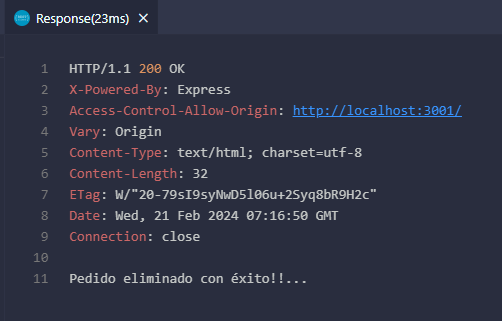 Response(23ms) ×
1 HTTP/1.1 200 OK
2 X-Powered-By: Express
3 Access-Control-Allow-Origin: http://localhost:3001/
4 Vary: Origin
5 Content-Type: text/html; charset=utf-8
6 Content-Length: 32
7 ETag: W/"20-79sI9syNwD5l06u+2Syq8bR9H2c"
8 Date: Wed, 21 Feb 2024 07:16:50 GMT
9 Connection: close
10
11 Pedido eliminado con éxito!!...